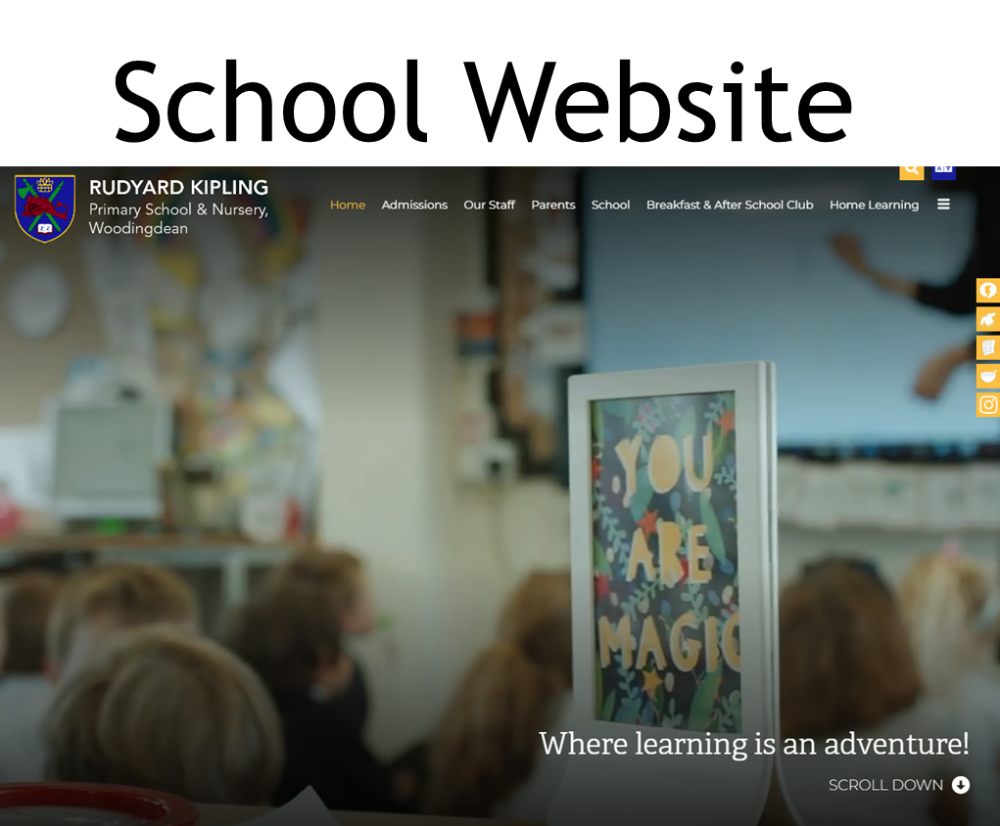 School Website
RUDYARD KIPLING
Primary School & Nursery,
Woodingdean
Home Admissions Our Staff Parents School Breakfast & After School Club Home Learning
YOU
ARE
MAGIC
Where learning is an adventure!
SCROLL DOWN